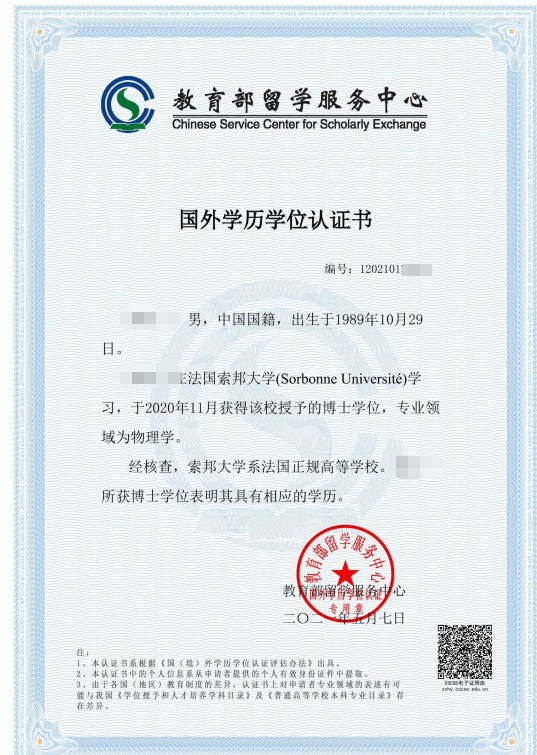 教育部留学服务中心
Chinese Service Center for Scholarly Exchange
国外学历学位认证书
编号：1202101
男，中国国籍，出生于1989年10月29
日。
在法国索邦大学(Sorbonne Université)学
习，于2020年11月获得该校授予的博士学位，专业领
域为物理学。
经核查，索邦大学系法国正规高等学校。
所获博士学位表明其具有相应的学历。
教育部留学服务中心
国外学历学位认证
专用章
教育部留学服务中心
二〇二一年五月七日
CSCSE电子证照库
zzhy.cscse.edu.cn
注：
1、本认证书系根据《国（境）外学历学位认证评估办法》出具。
2、本认证书中的个人信息系从申请者提供的个人有效身份证件中提取。
3、由于各国（地区）教育制度的差异，认证书上对申请者专业领域的表述有可
能与我国《学位授予和人才培养学科目录》及《普通高等学校本科专业目录》存
在差异。